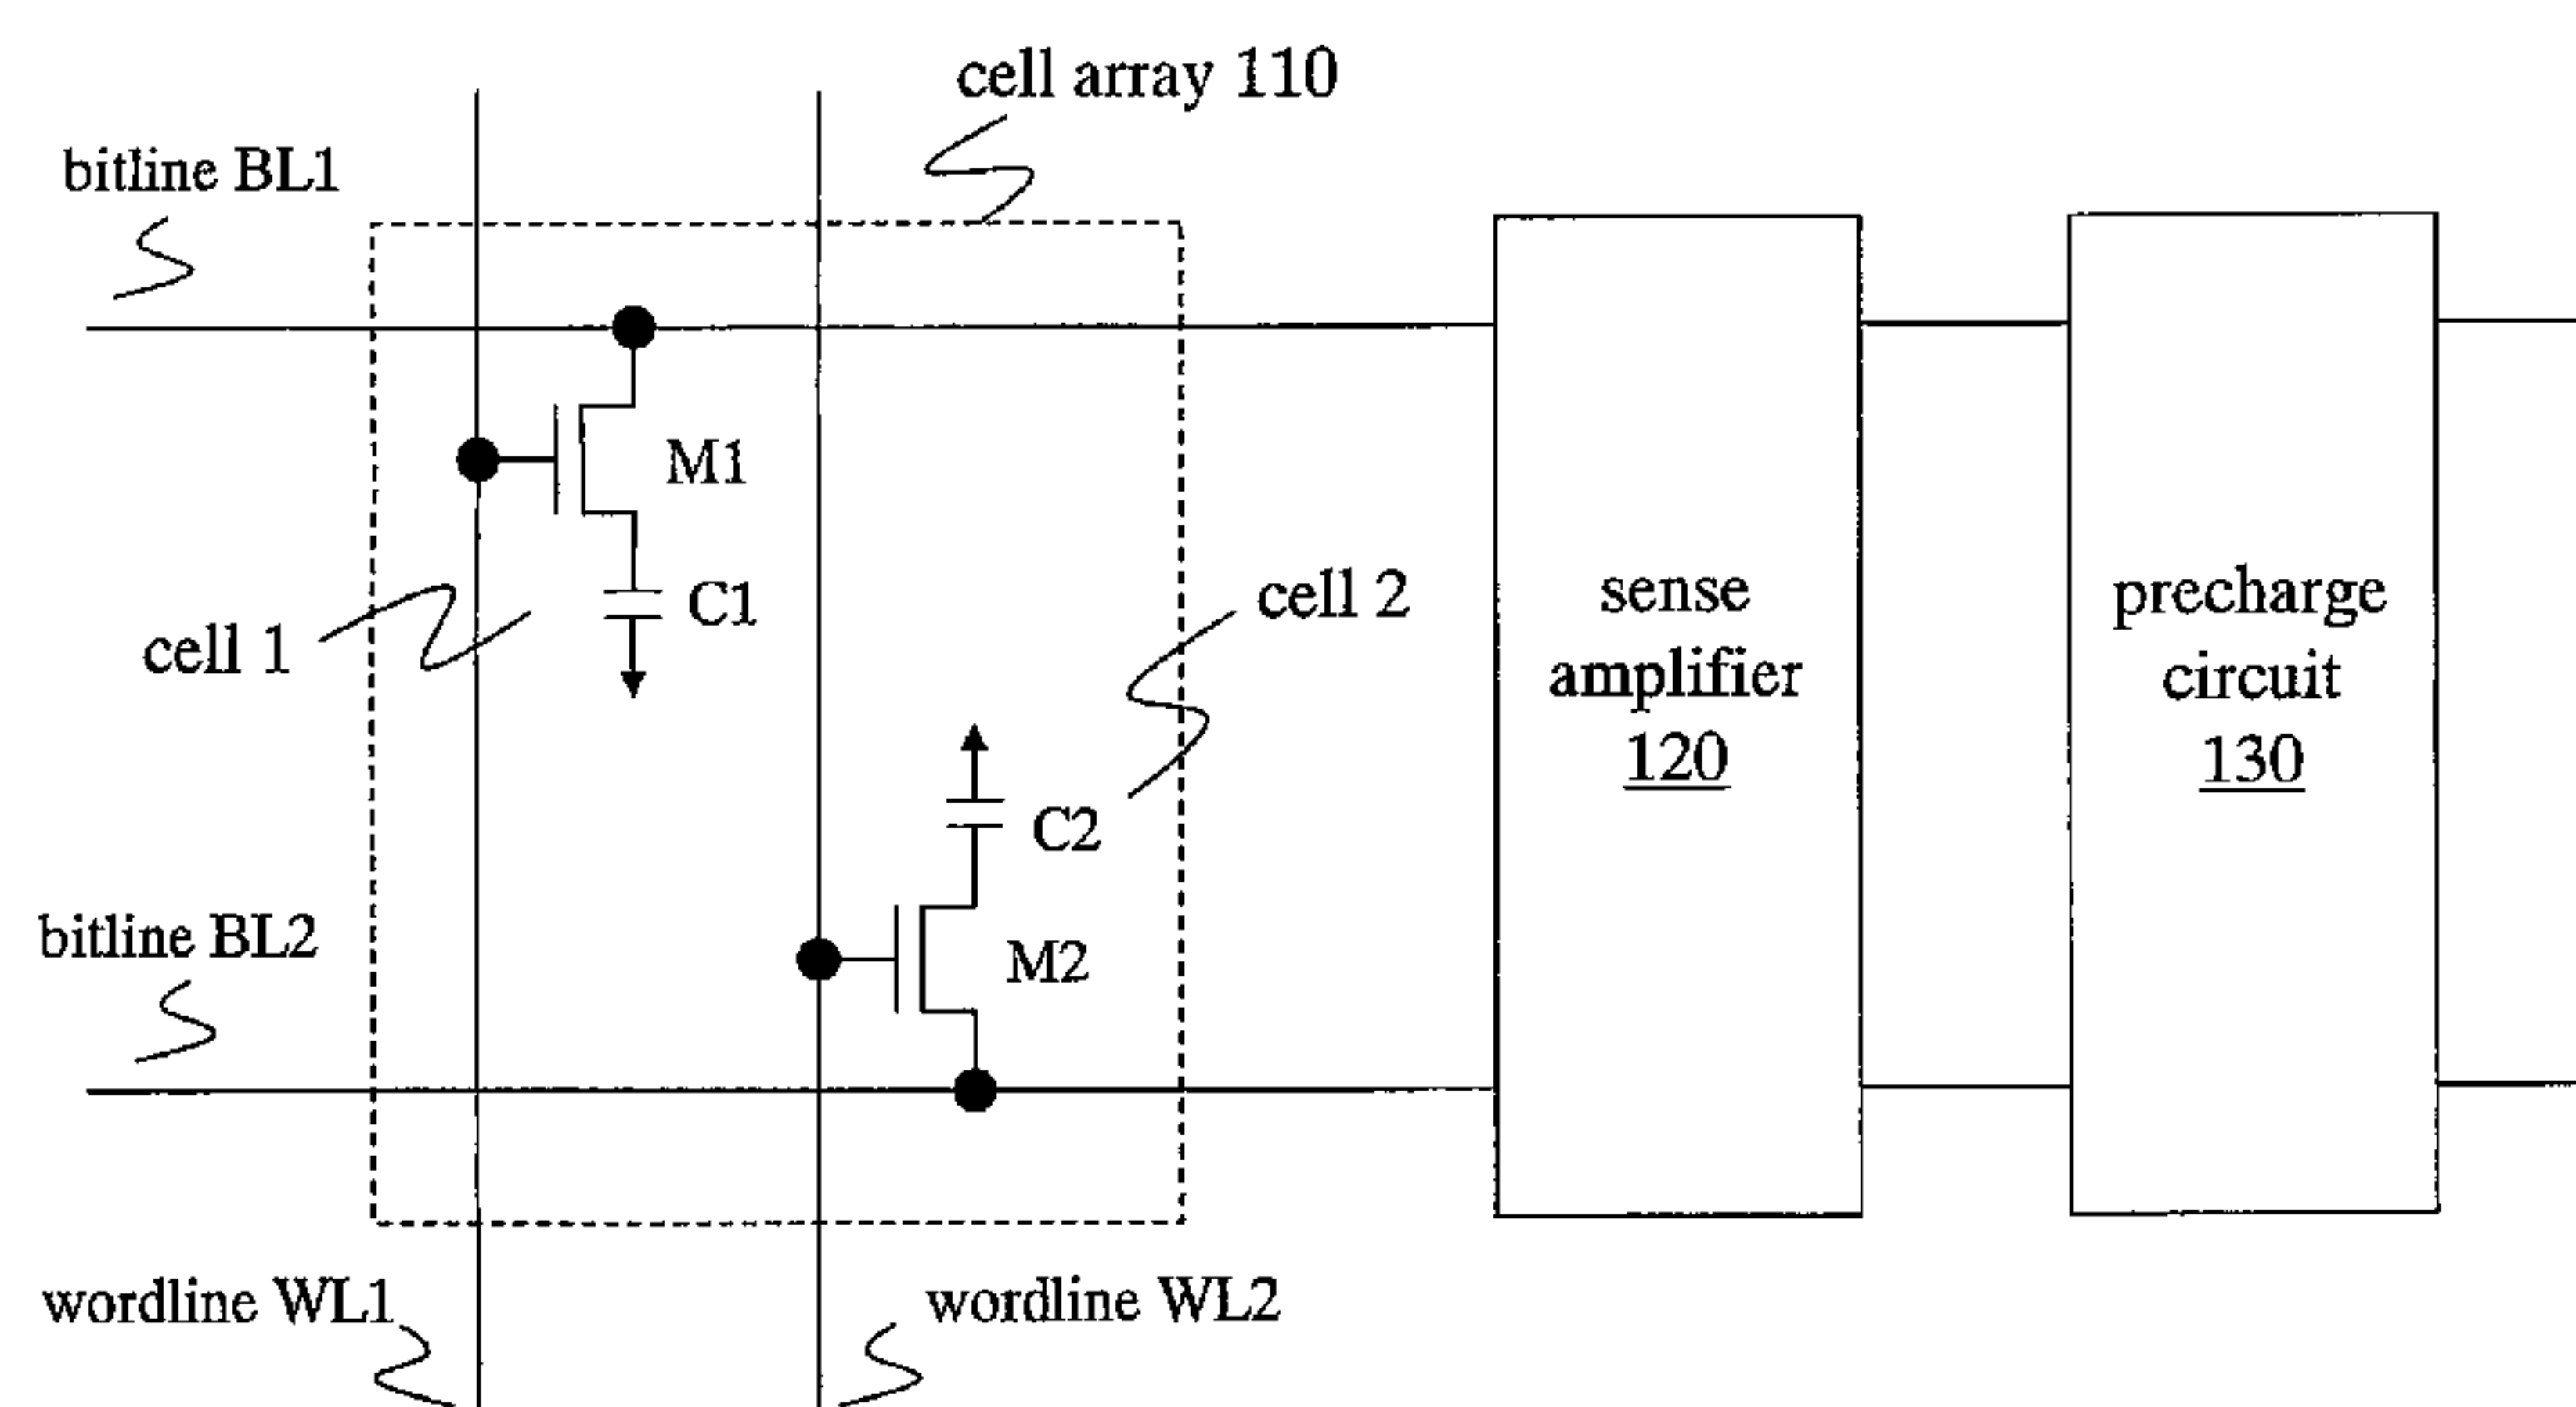 cell array 110
bitline BL1
M1
C1
cell 1
cell 2
C2
bitline BL2
M2
sense
amplifier
120
precharge
circuit
130
wordline WL1
wordline WL2